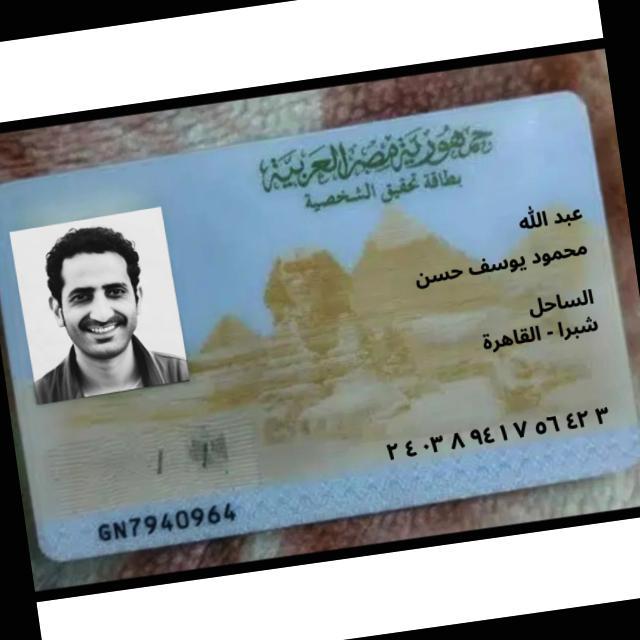 جمهورية مصر العربية
بطاقة تحقيق الشخصية
عبد الله
محمود يوسف حسن
الساحل
شبرا - القاهرة
٢٤٠٣٨٩٤١٧٥٦٤٢٣
GN7940964